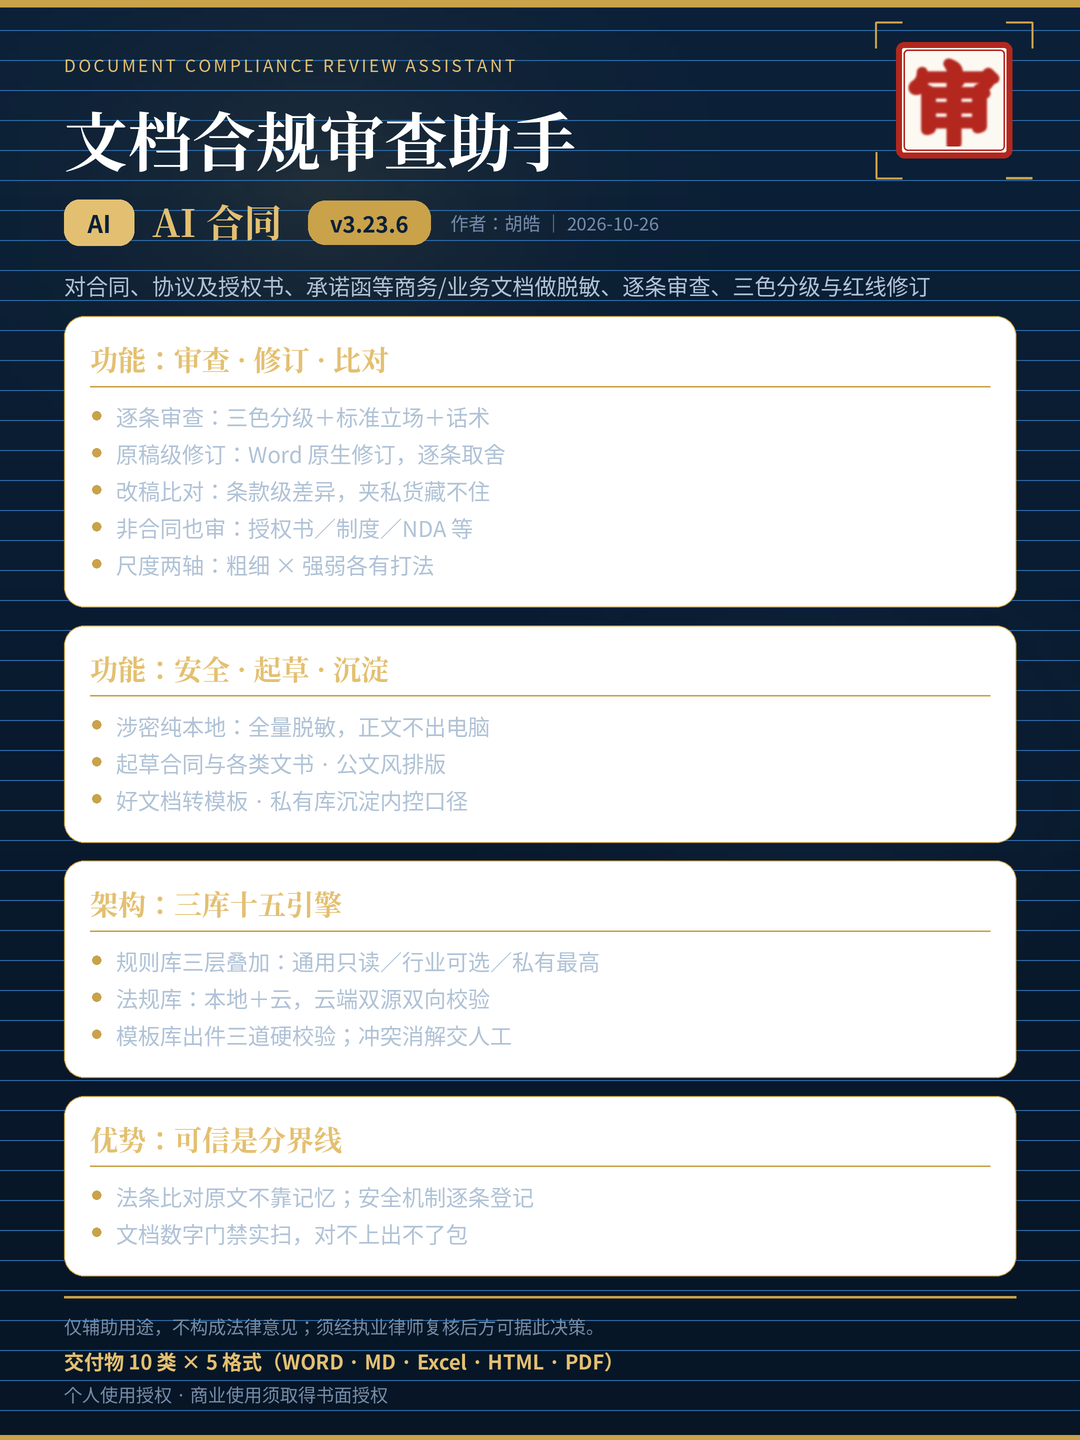 DOCUMENT COMPLIANCE REVIEW ASSISTANT
审
文档合规审查助手
AI AI 合同 v3.23.6 作者：胡皓｜2026-10-26
对合同、协议及授权书、承诺函等商务/业务文档做脱敏、逐条审查、三色分级与红线修订
功能：审查 · 修订 · 比对
逐条审查：三色分级＋标准立场＋话术
原稿级修订：Word 原生修订，逐条取舍
改稿比对：条款级差异，夹私货藏不住
非合同也审：授权书／制度／NDA 等
尺度两轴：粗细 × 强弱各有打法
功能：安全 · 起草 · 沉淀
涉密纯本地：全量脱敏，正文不出电脑
起草合同与各类文书 · 公文风排版
好文档转模板 · 私有库沉淀内控口径
架构：三库十五引擎
规则库三层叠加：通用只读／行业可选／私有最高
法规库：本地＋云，云端双源双向校验
模板库出件三道硬校验；冲突消解交人工
优势：可信是分界线
法条比对原文不靠记忆；安全机制逐条登记
文档数字门禁实扫，对不上出不了包
仅辅助用途，不构成法律意见；须经执业律师复核后方可据此决策。
交付物 10 类 × 5 格式（WORD · MD · Excel · HTML · PDF）
个人使用授权 · 商业使用须取得书面授权